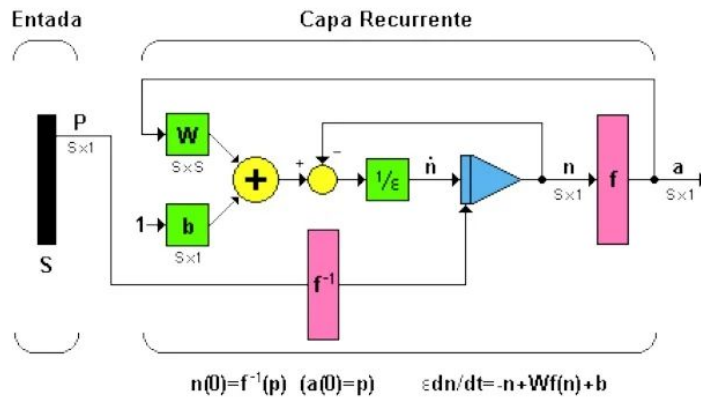 Entada
Capa Recurrente
P
S×1
S
W
S×S
1
b
S×1
+
+
−
1/ε
ṅ
n
S×1
f
a
S×1
f⁻¹
n(0)=f⁻¹(p) (a(0)=p)
εdn/dt=-n+Wf(n)+b